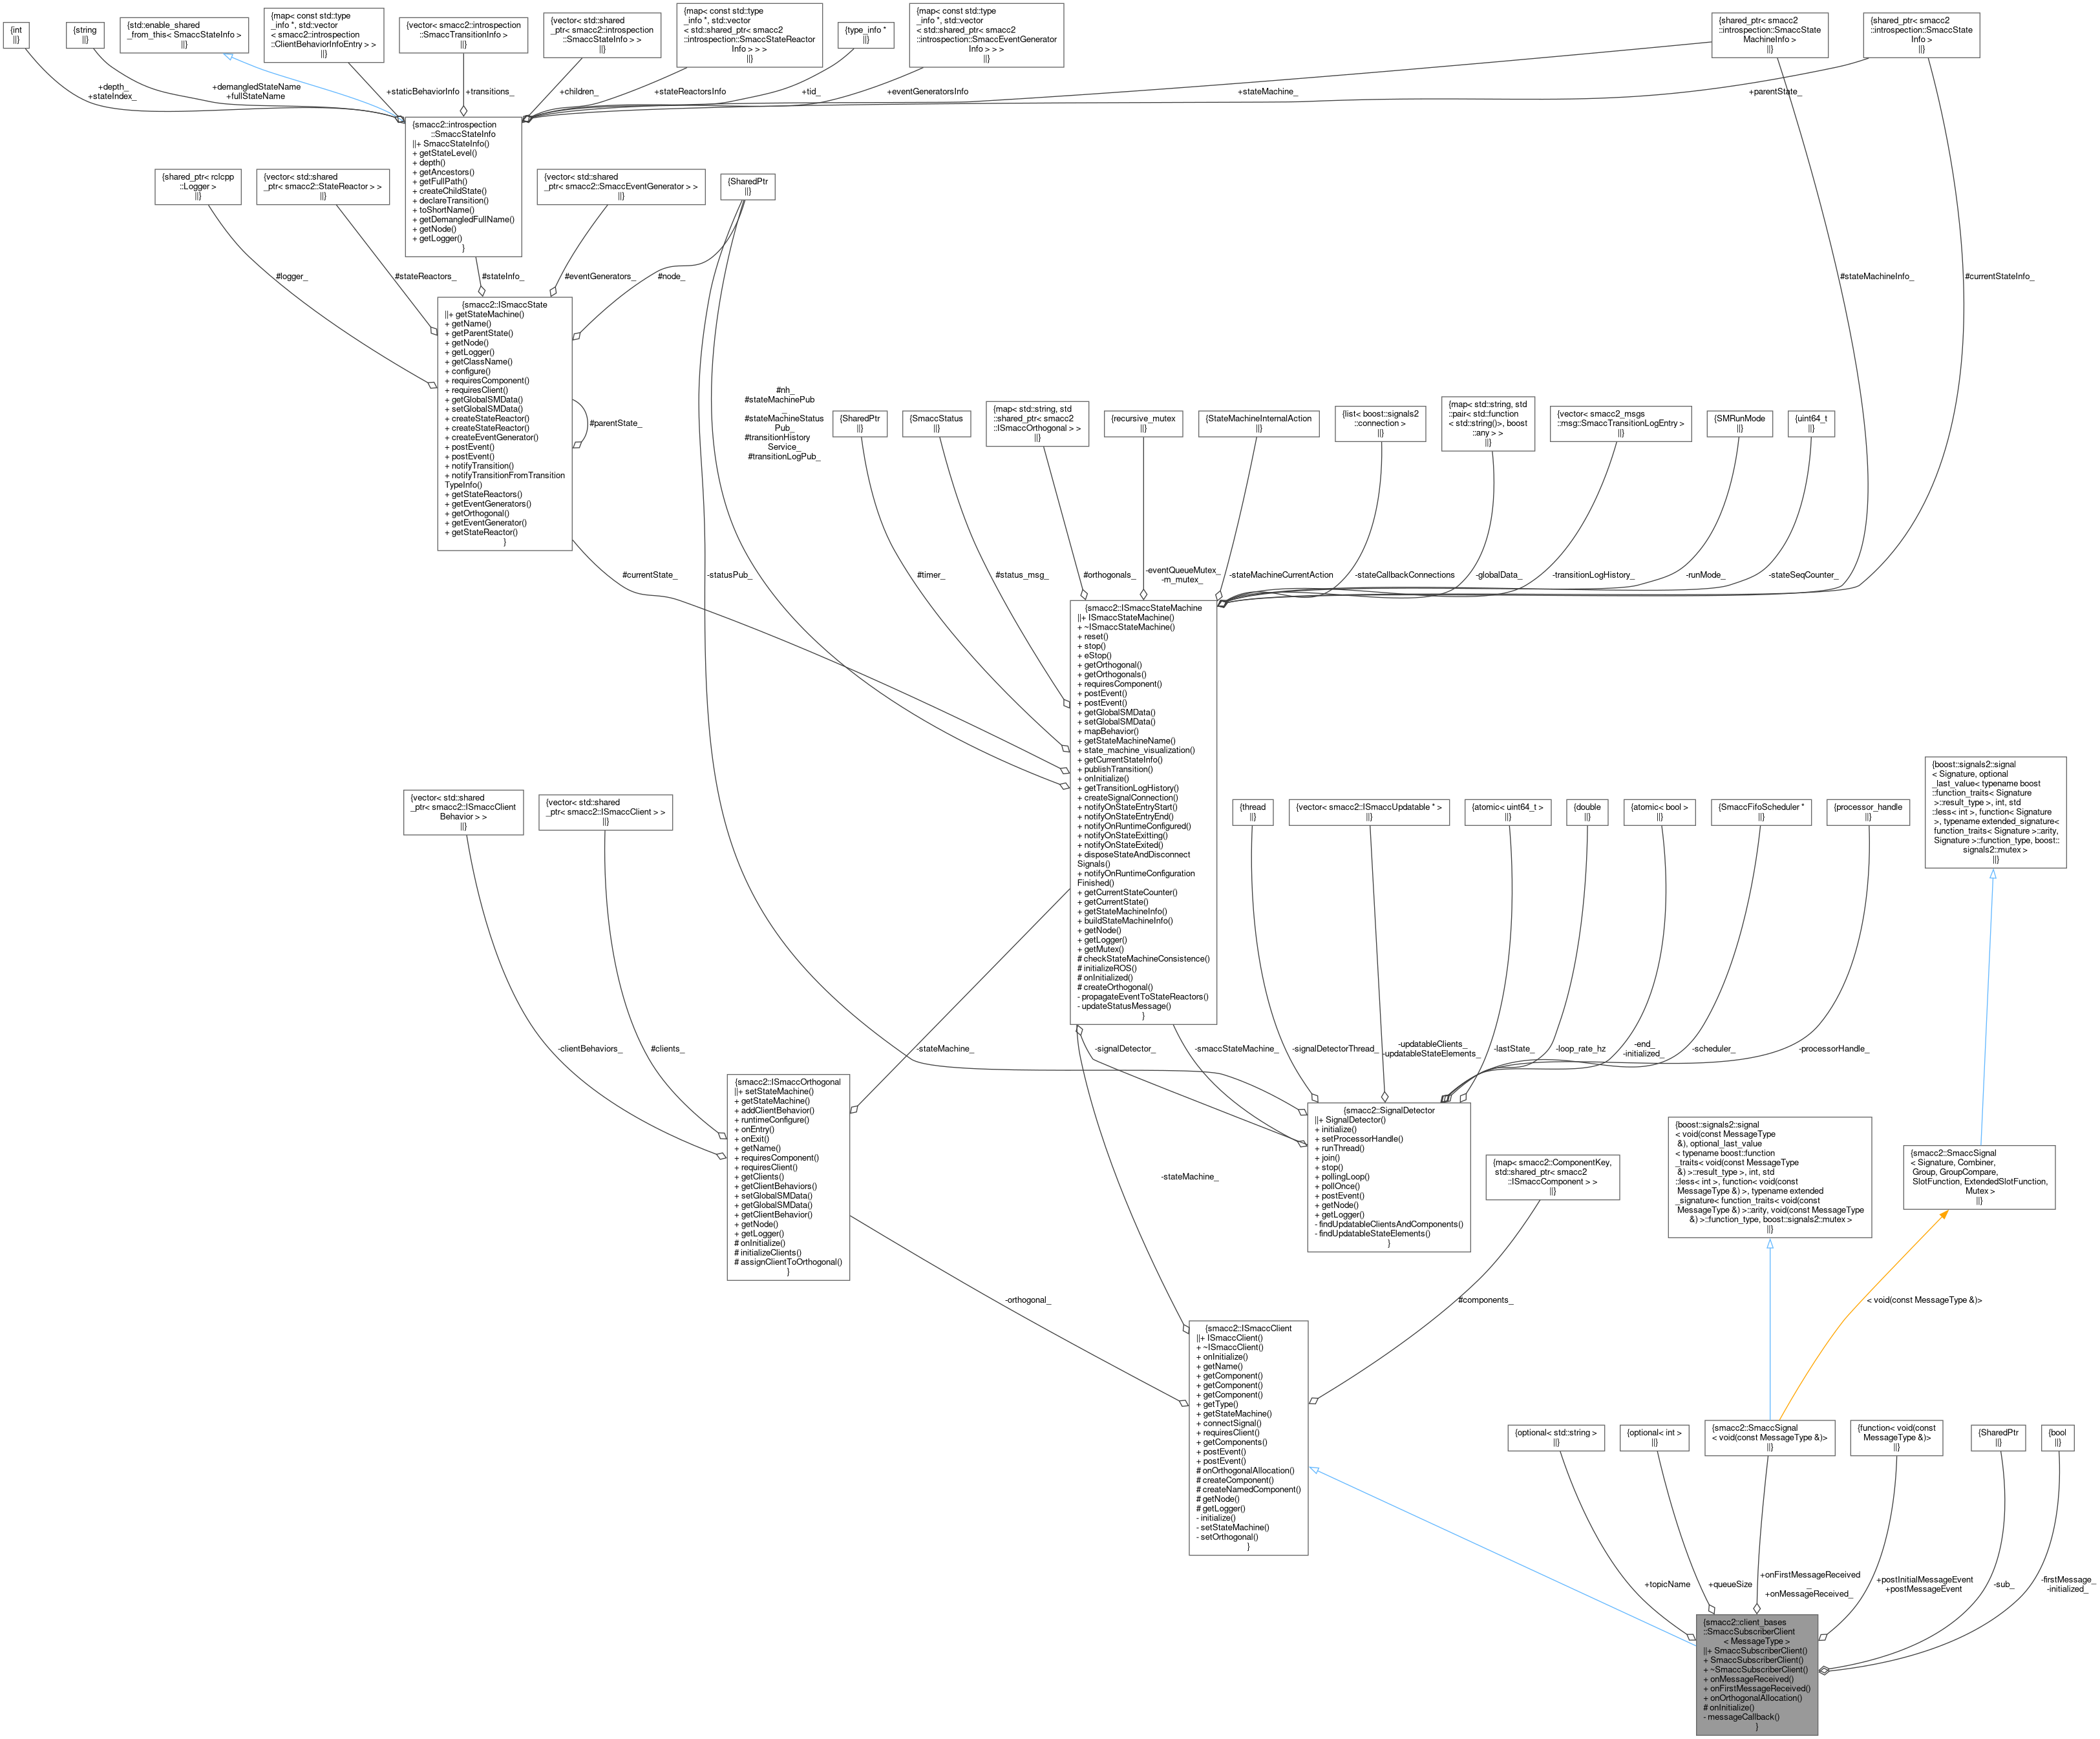 {int
||}
{string
||}
{std::enable_shared
_from_this< SmaccStateInfo >
||}
{map< const std::type
_info *, std::vector
< smacc2::introspection
::ClientBehaviorInfoEntry > >
||}
{vector< smacc2::introspection
::SmaccTransitionInfo >
||}
{vector< std::shared
_ptr< smacc2::introspection
::SmaccStateInfo > >
||}
{map< const std::type
_info *, std::vector
< std::shared_ptr< smacc2
::introspection::SmaccStateReactor
Info > > >
||}
{type_info *
||}
{map< const std::type
_info *, std::vector
< std::shared_ptr< smacc2
::introspection::SmaccEventGenerator
Info > > >
||}
{shared_ptr< smacc2
::introspection::SmaccState
MachineInfo >
||}
{shared_ptr< smacc2
::introspection::SmaccState
Info >
||}
+depth_
+stateIndex_
+demangledStateName
+fullStateName
+staticBehaviorInfo
+transitions_
+children_
+stateReactorsInfo
+tid_
+eventGeneratorsInfo
+stateMachine_
+parentState_
{smacc2::introspection
::SmaccStateInfo
||+ SmaccStateInfo()
+ getStateLevel()
+ depth()
+ getAncestors()
+ getFullPath()
+ createChildState()
+ declareTransition()
+ toShortName()
+ getDemangledFullName()
+ getNode()
+ getLogger()
}
{shared_ptr< rclcpp
::Logger >
||}
{vector< std::shared
_ptr< smacc2::StateReactor > >
||}
{vector< std::shared
_ptr< smacc2::SmaccEventGenerator > >
||}
{SharedPtr
||}
#logger_
#stateReactors_
#stateInfo_
#eventGenerators_
#node_
#stateMachineInfo_
#currentStateInfo_
{smacc2::ISmaccState
||+ getStateMachine()
+ getName()
+ getParentState()
+ getNode()
+ getLogger()
+ getClassName()
+ configure()
+ requiresComponent()
+ requiresClient()
+ getGlobalSMData()
+ setGlobalSMData()
+ createStateReactor()
+ createStateReactor()
+ createEventGenerator()
+ postEvent()
+ postEvent()
+ notifyTransition()
+ notifyTransitionFromTransition
TypeInfo()
+ getStateReactors()
+ getEventGenerators()
+ getOrthogonal()
+ getEventGenerator()
+ getStateReactor()
}
#parentState_
#nh_
#stateMachinePub
_
#stateMachineStatus
Pub_
#transitionHistory
Service_
#transitionLogPub_
{SharedPtr
||}
{SmaccStatus
||}
{map< std::string, std
::shared_ptr< smacc2
::ISmaccOrthogonal > >
||}
{recursive_mutex
||}
{StateMachineInternalAction
||}
{list< boost::signals2
::connection >
||}
{map< std::string, std
::pair< std::function
< std::string()>, boost
::any > >
||}
{vector< smacc2_msgs
::msg::SmaccTransitionLogEntry >
||}
{SMRunMode
||}
{uint64_t
||}
#currentState_
-statusPub_
#timer_
#status_msg_
#orthogonals_
-eventQueueMutex_
-m_mutex_
-stateMachineCurrentAction
-stateCallbackConnections
-globalData_
-transitionLogHistory_
-runMode_
-stateSeqCounter_
{smacc2::ISmaccStateMachine
||+ ISmaccStateMachine()
+ ~ISmaccStateMachine()
+ reset()
+ stop()
+ eStop()
+ getOrthogonal()
+ getOrthogonals()
+ requiresComponent()
+ postEvent()
+ postEvent()
+ getGlobalSMData()
+ setGlobalSMData()
+ mapBehavior()
+ getStateMachineName()
+ state_machine_visualization()
+ getCurrentStateInfo()
+ publishTransition()
+ onInitialize()
+ getTransitionLogHistory()
+ createSignalConnection()
+ notifyOnStateEntryStart()
+ notifyOnStateEntryEnd()
+ notifyOnRuntimeConfigured()
+ notifyOnStateExitting()
+ notifyOnStateExited()
+ disposeStateAndDisconnect
Signals()
+ notifyOnRuntimeConfiguration
Finished()
+ getCurrentStateCounter()
+ getCurrentState()
+ getStateMachineInfo()
+ buildStateMachineInfo()
+ getNode()
+ getLogger()
+ getMutex()
# checkStateMachineConsistence()
# initializeROS()
# onInitialized()
# createOrthogonal()
- propagateEventToStateReactors()
- updateStatusMessage()
}
{vector< std::shared
_ptr< smacc2::ISmaccClient
Behavior > >
||}
{vector< std::shared
_ptr< smacc2::ISmaccClient > >
||}
{thread
||}
{vector< smacc2::ISmaccUpdatable * >
||}
{atomic< uint64_t >
||}
{double
||}
{atomic< bool >
||}
{SmaccFifoScheduler *
||}
{processor_handle
||}
{boost::signals2::signal
< Signature, optional
_last_value< typename boost
::function_traits< Signature
>::result_type >, int, std
::less< int >, function< Signature
>, typename extended_signature<
function_traits< Signature >::arity,
Signature >::function_type, boost::
signals2::mutex >
||}
-clientBehaviors_
#clients_
-stateMachine_
-signalDetector_
-smaccStateMachine_
-signalDetectorThread_
-updatableClients_
-updatableStateElements_
-lastState_
-loop_rate_hz
-end_
-initialized_
-scheduler_
-processorHandle_
{smacc2::ISmaccOrthogonal
||+ setStateMachine()
+ getStateMachine()
+ addClientBehavior()
+ runtimeConfigure()
+ onEntry()
+ onExit()
+ getName()
+ requiresComponent()
+ requiresClient()
+ getClients()
+ getClientBehaviors()
+ setGlobalSMData()
+ getGlobalSMData()
+ getClientBehavior()
+ getNode()
+ getLogger()
# onInitialize()
# initializeClients()
# assignClientToOrthogonal()
}
{smacc2::SignalDetector
||+ SignalDetector()
+ initialize()
+ setProcessorHandle()
+ runThread()
+ join()
+ stop()
+ pollingLoop()
+ pollOnce()
+ postEvent()
+ getNode()
+ getLogger()
- findUpdatableClientsAndComponents()
- findUpdatableStateElements()
}
{map< smacc2::ComponentKey,
std::shared_ptr< smacc2
::ISmaccComponent > >
||}
{boost::signals2::signal
< void(const MessageType
&), optional_last_value
< typename boost::function
_traits< void(const MessageType
&) >::result_type >, int, std
::less< int >, function< void(const
MessageType &) >, typename extended
_signature< function_traits< void(const
MessageType &) >::arity, void(const MessageType
&) >::function_type, boost::signals2::mutex >
||}
{smacc2::SmaccSignal
< Signature, Combiner,
Group, GroupCompare,
SlotFunction, ExtendedSlotFunction,
Mutex >
||}
-stateMachine_
-orthogonal_
#components_
< void(const MessageType &)>
{smacc2::ISmaccClient
||+ ISmaccClient()
+ ~ISmaccClient()
+ onInitialize()
+ getName()
+ getComponent()
+ getComponent()
+ getComponent()
+ getType()
+ getStateMachine()
+ connectSignal()
+ requiresClient()
+ getComponents()
+ postEvent()
+ postEvent()
# onOrthogonalAllocation()
# createComponent()
# createNamedComponent()
# getNode()
# getLogger()
- initialize()
- setStateMachine()
- setOrthogonal()
}
{optional< std::string >
||}
{optional< int >
||}
{smacc2::SmaccSignal
< void(const MessageType &)>
||}
{function< void(const
MessageType &)>
||}
{SharedPtr
||}
{bool
||}
+topicName
+queueSize
+onFirstMessageReceived
_
+onMessageReceived_
+postInitialMessageEvent
+postMessageEvent
-sub_
-firstMessage_
-initialized_
{smacc2::client_bases
::SmaccSubscriberClient
< MessageType >
||+ SmaccSubscriberClient()
+ SmaccSubscriberClient()
+ ~SmaccSubscriberClient()
+ onMessageReceived()
+ onFirstMessageReceived()
+ onOrthogonalAllocation()
# onInitialize()
- messageCallback()
}